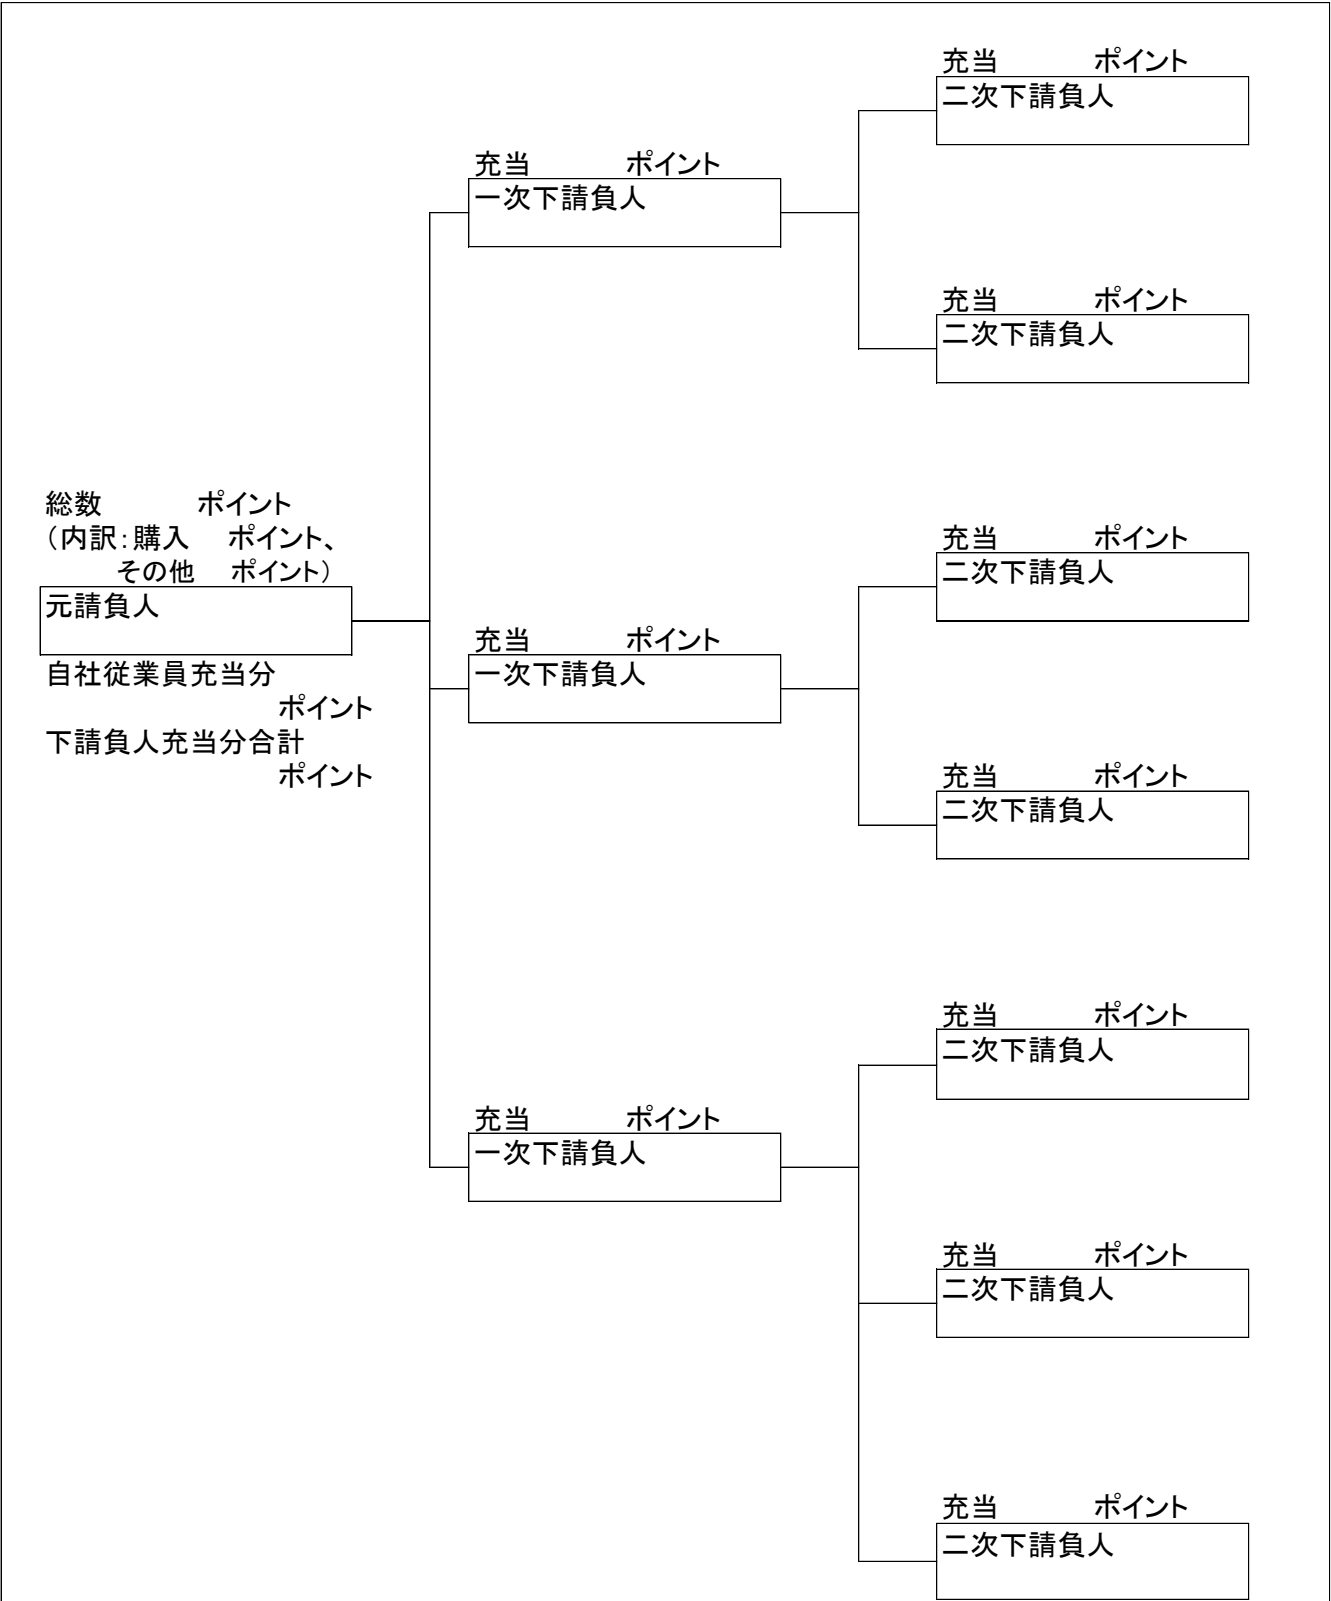 総数　　　ポイント
（内訳：購入　ポイント、
その他　ポイント）
元請負人
自社従業員充当分
ポイント
下請負人充当分合計
ポイント
充当　　　ポイント
一次下請負人
充当　　　ポイント
二次下請負人
充当　　　ポイント
二次下請負人
充当　　　ポイント
一次下請負人
充当　　　ポイント
二次下請負人
充当　　　ポイント
二次下請負人
充当　　　ポイント
一次下請負人
充当　　　ポイント
二次下請負人
充当　　　ポイント
二次下請負人
充当　　　ポイント
二次下請負人